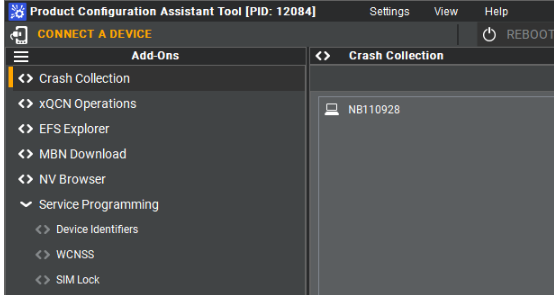 Product Configuration Assistant Tool [PID: 12084] Settings View Help
CONNECT A DEVICE REBOOT
Add-Ons
Crash Collection
xQCN Operations
EFS Explorer
MBN Download
NV Browser
Service Programming
Device Identifiers
WCNSS
SIM Lock
Crash Collection
NB110928